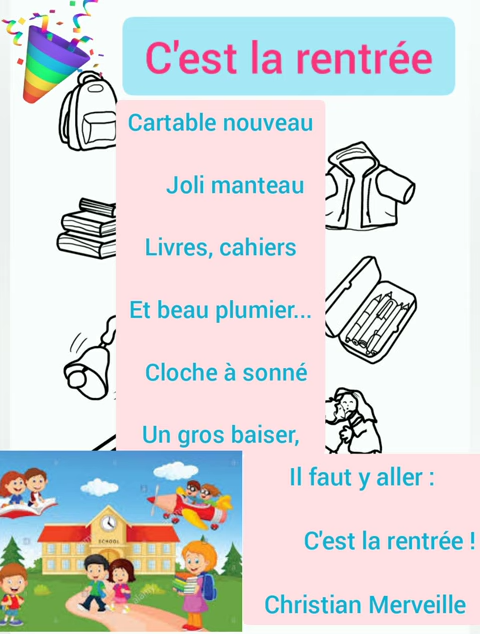 C'est la rentrée
Cartable nouveau
Joli manteau
Livres, cahiers
Et beau plumier...
Cloche à sonné
Un gros baiser,
Il faut y aller :
C'est la rentrée !
Christian Merveille
SCHOOL